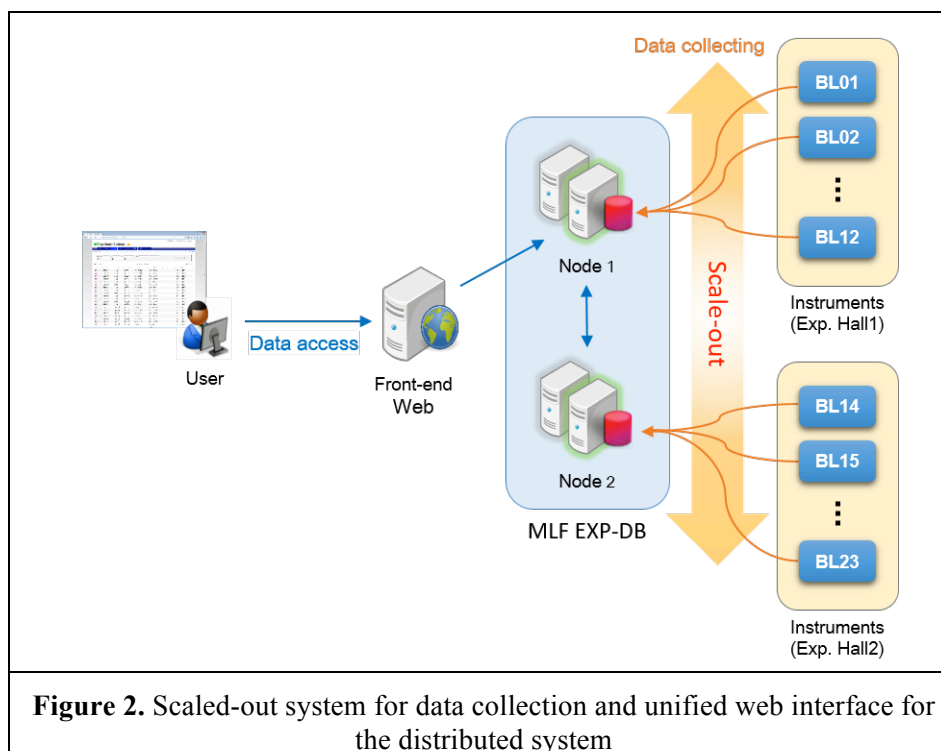 Data collecting
BL01
BL02
BL12
Instruments
(Exp. Hall1)
Node 1
Scale-out
User
Data access
Front-end
Web
Node 2
MLF EXP-DB
BL14
BL15
BL23
Instruments
(Exp. Hall2)
Figure 2. Scaled-out system for data collection and unified web interface for
the distributed system